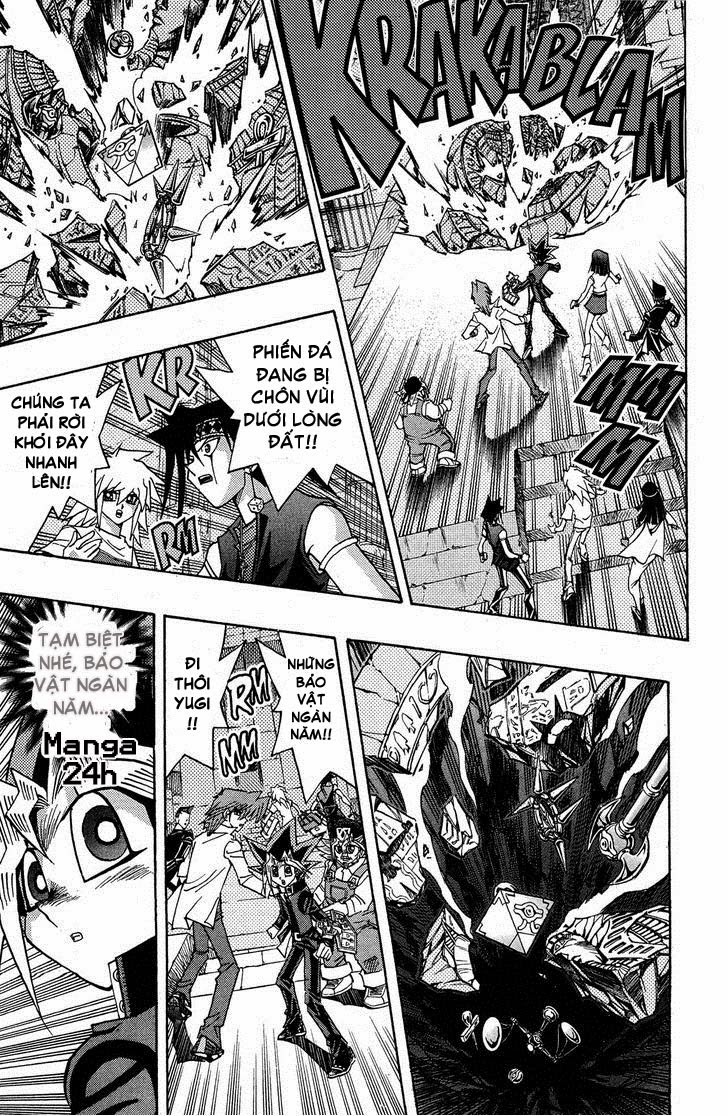 KRAKABLAM
MM
M
PHIẾN ĐÁ
ĐANG BỊ
CHÔN VÙI
DƯỚI LÒNG
ĐẤT!!
KR
CHÚNG TA
PHẢI RỜI
KHỎI ĐÂY
NHANH
LÊN!!
RM
NHỮNG
BẢO
VẬT NGÀN
NĂM!!
RM
MM
ĐI
THÔI
YUGI
!!
TẠM BIỆT
NHÉ, BẢO
VẬT NGÀN
NĂM....
Manga
24h